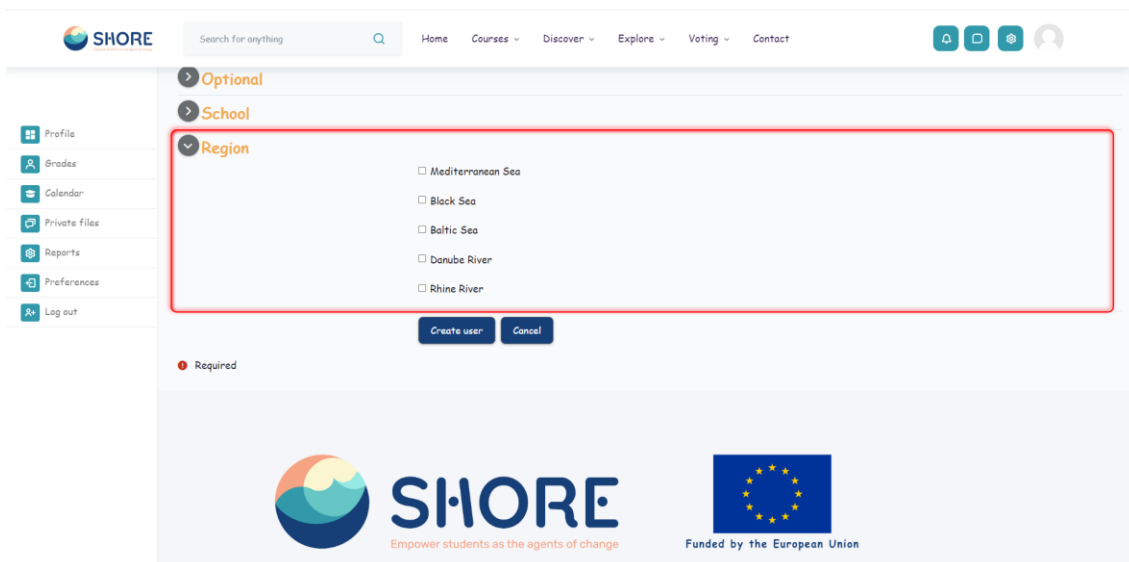 SHORE
Search for anything
Home Courses Discover Explore Voting Contact
Optional
School
Region
Mediterranean Sea
Black Sea
Baltic Sea
Danube River
Rhine River
Profile
Grades
Calendar
Private files
Reports
Preferences
Log out
Create user Cancel
Required
SHORE
Empower students as the agents of change
Funded by the European Union